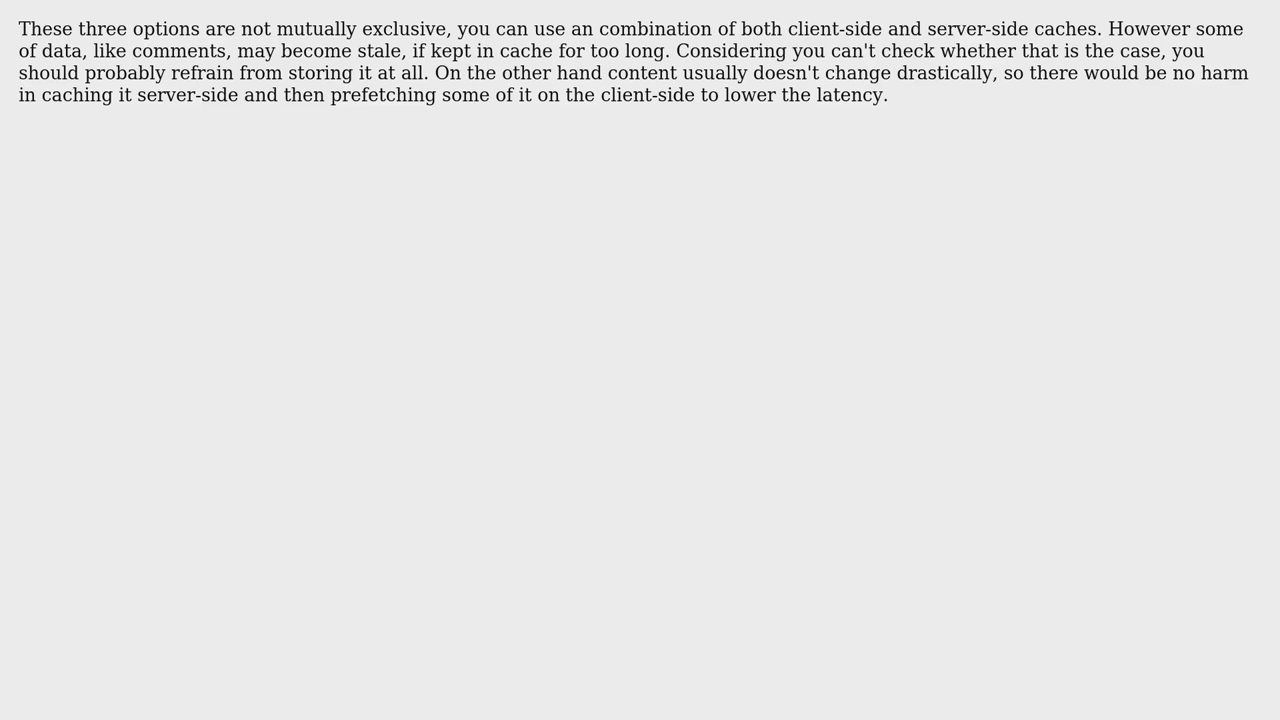 These three options are not mutually exclusive, you can use an combination of both client-side and server-side caches. However some
of data, like comments, may become stale, if kept in cache for too long. Considering you can't check whether that is the case, you
should probably refrain from storing it at all. On the other hand content usually doesn't change drastically, so there would be no harm
in caching it server-side and then prefetching some of it on the client-side to lower the latency.